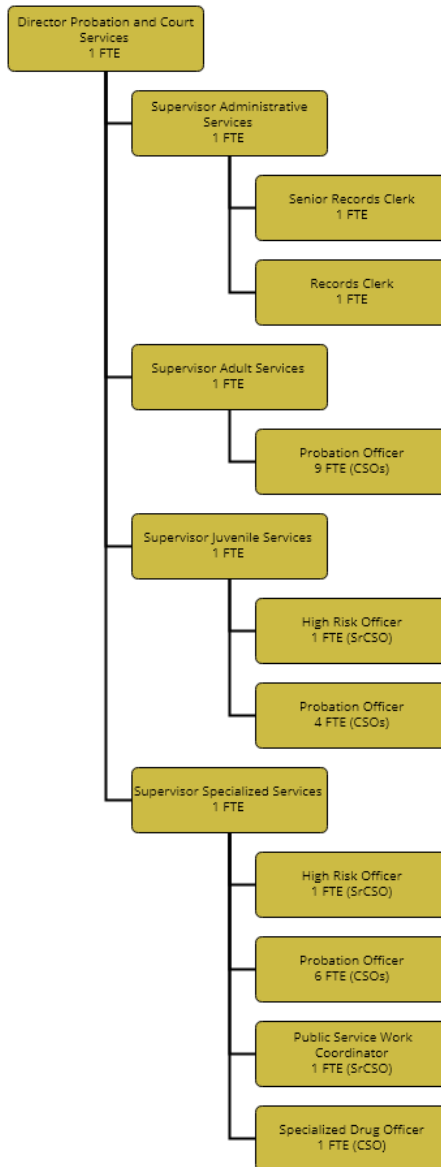 Director Probation and Court
Services
1 FTE
Supervisor Administrative
Services
1 FTE
Senior Records Clerk
1 FTE
Records Clerk
1 FTE
Supervisor Adult Services
1 FTE
Probation Officer
9 FTE (CSOs)
Supervisor Juvenile Services
1 FTE
High Risk Officer
1 FTE (SrCSO)
Probation Officer
4 FTE (CSOs)
Supervisor Specialized Services
1 FTE
High Risk Officer
1 FTE (SrCSO)
Probation Officer
6 FTE (CSOs)
Public Service Work
Coordinator
1 FTE (SrCSO)
Specialized Drug Officer
1 FTE (CSO)